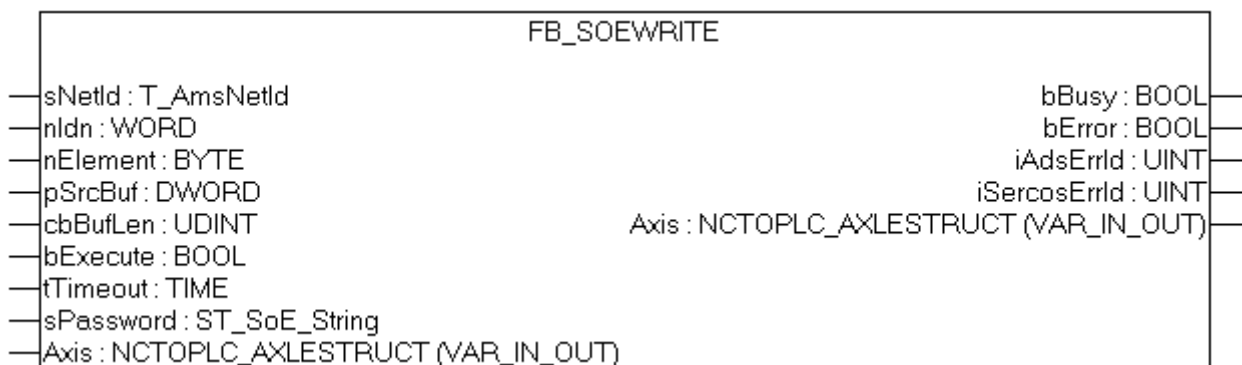 FB_SOEWRITE
sNetId : T_AmsNetId
nIdn : WORD
nElement : BYTE
pSrcBuf : DWORD
cbBufLen : UDINT
bExecute : BOOL
tTimeout : TIME
sPassword : ST_SoE_String
Axis : NCTOPLC_AXLESTRUCT (VAR_IN_OUT)
bBusy : BOOL
bError : BOOL
iAdsErrId : UINT
iSercosErrId : UINT
Axis : NCTOPLC_AXLESTRUCT (VAR_IN_OUT)